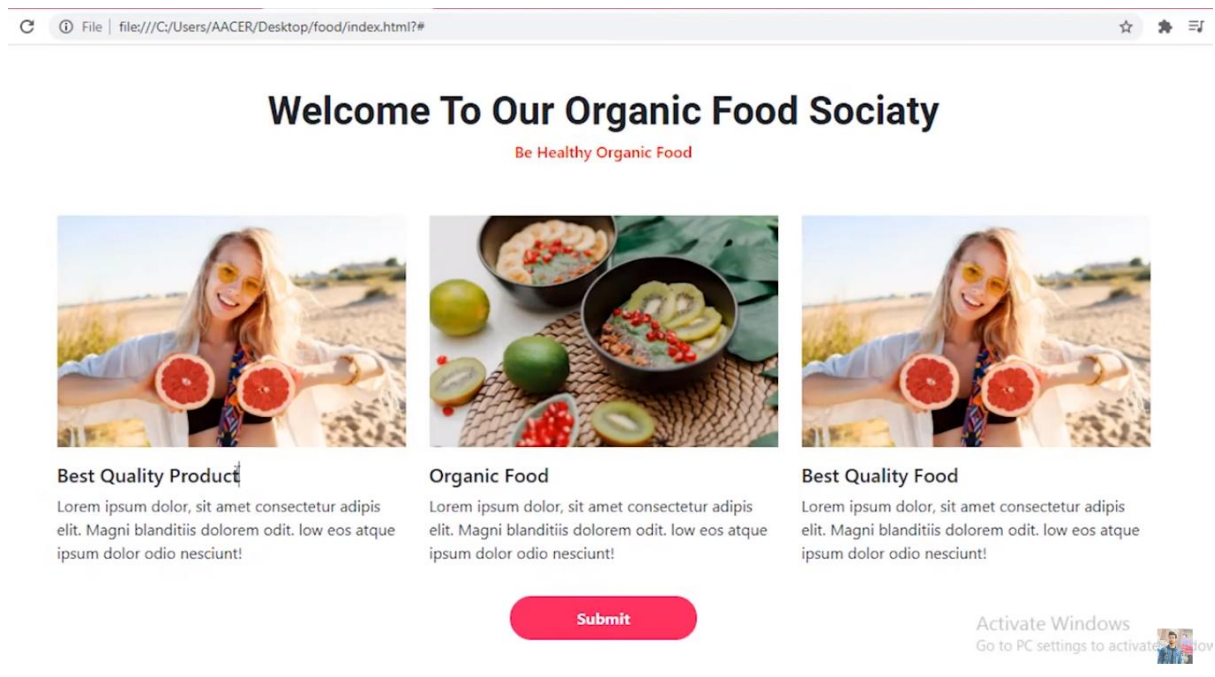 File file:///C:/Users/AACER/Desktop/food/index.html?#
Welcome To Our Organic Food Sociaty
Be Healthy Organic Food
Best Quality Product
Lorem ipsum dolor, sit amet consectetur adipis
elit. Magni blanditiis dolorem odit. low eos atque
ipsum dolor odio nesciunt!
Organic Food
Lorem ipsum dolor, sit amet consectetur adipis
elit. Magni blanditiis dolorem odit. low eos atque
ipsum dolor odio nesciunt!
Best Quality Food
Lorem ipsum dolor, sit amet consectetur adipis
elit. Magni blanditiis dolorem odit. low eos atque
ipsum dolor odio nesciunt!
Submit
Activate Windows
Go to PC settings to activate